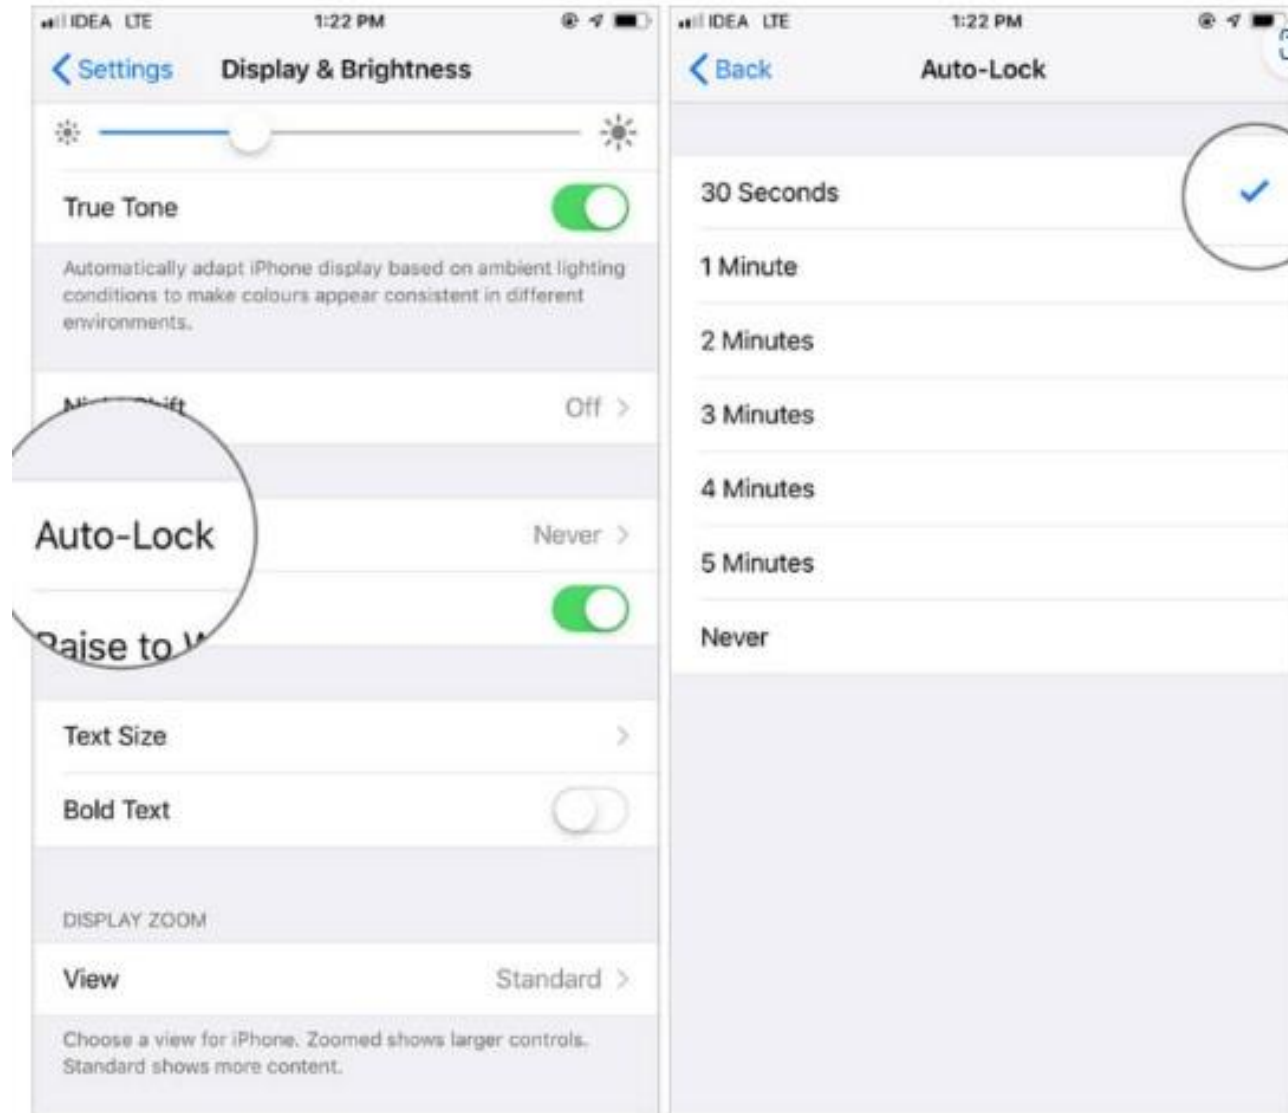 IDEA LTE
1:22 PM
Settings
Display & Brightness
True Tone
Automatically adapt iPhone display based on ambient lighting
conditions to make colours appear consistent in different
environments.
Off
Auto-Lock
Never
Raise to
Text Size
Bold Text
DISPLAY ZOOM
View
Standard
Choose a view for iPhone. Zoomed shows larger controls.
Standard shows more content.
IDEA LTE
1:22 PM
Back
Auto-Lock
30 Seconds
1 Minute
2 Minutes
3 Minutes
4 Minutes
5 Minutes
Never